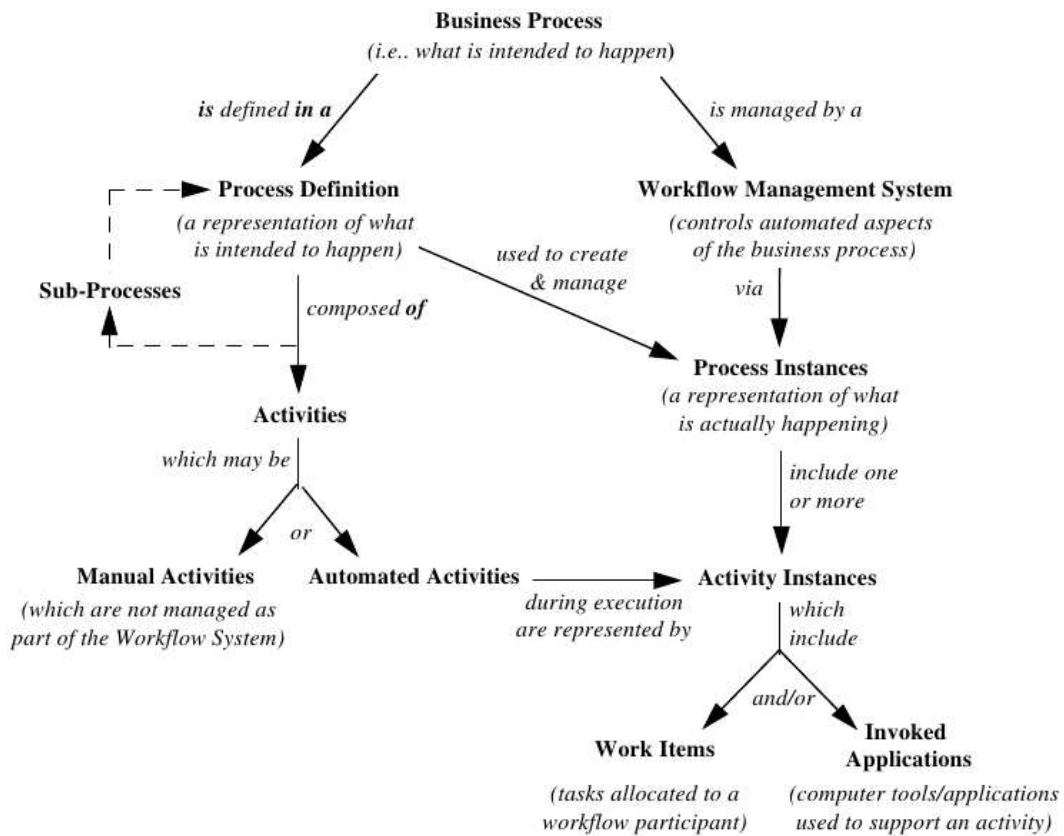 Business Process
(i.e.. what is intended to happen)
is defined in a
is managed by a
Process Definition
(a representation of what
is intended to happen)
Workflow Management System
(controls automated aspects
of the business process)
used to create
& manage
via
Sub-Processes
composed of
Process Instances
(a representation of what
is actually happening)
Activities
which may be
include one
or more
or
Manual Activities
(which are not managed as
part of the Workflow System)
Automated Activities
during execution
are represented by
Activity Instances
which
include
and/or
Work Items
(tasks allocated to a
workflow participant)
Invoked
Applications
(computer tools/applications
used to support an activity)